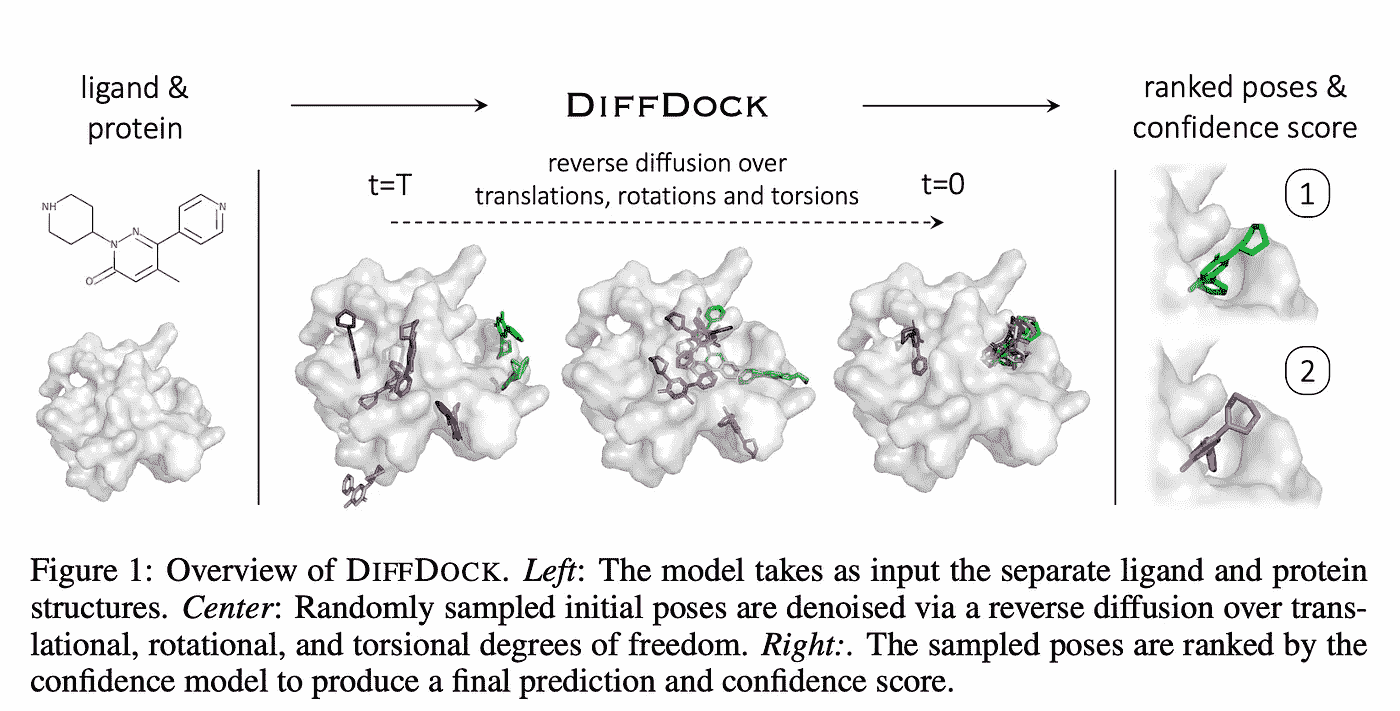 ligand &
protein
DIFFDOCK
ranked poses &
confidence score
reverse diffusion over
translations, rotations and torsions
t=T
t=0
NH
N
N
N
O
1
2
Figure 1: Overview of DIFFDOCK. Left: The model takes as input the separate ligand and protein
structures. Center: Randomly sampled initial poses are denoised via a reverse diffusion over trans-
lational, rotational, and torsional degrees of freedom. Right:. The sampled poses are ranked by the
confidence model to produce a final prediction and confidence score.